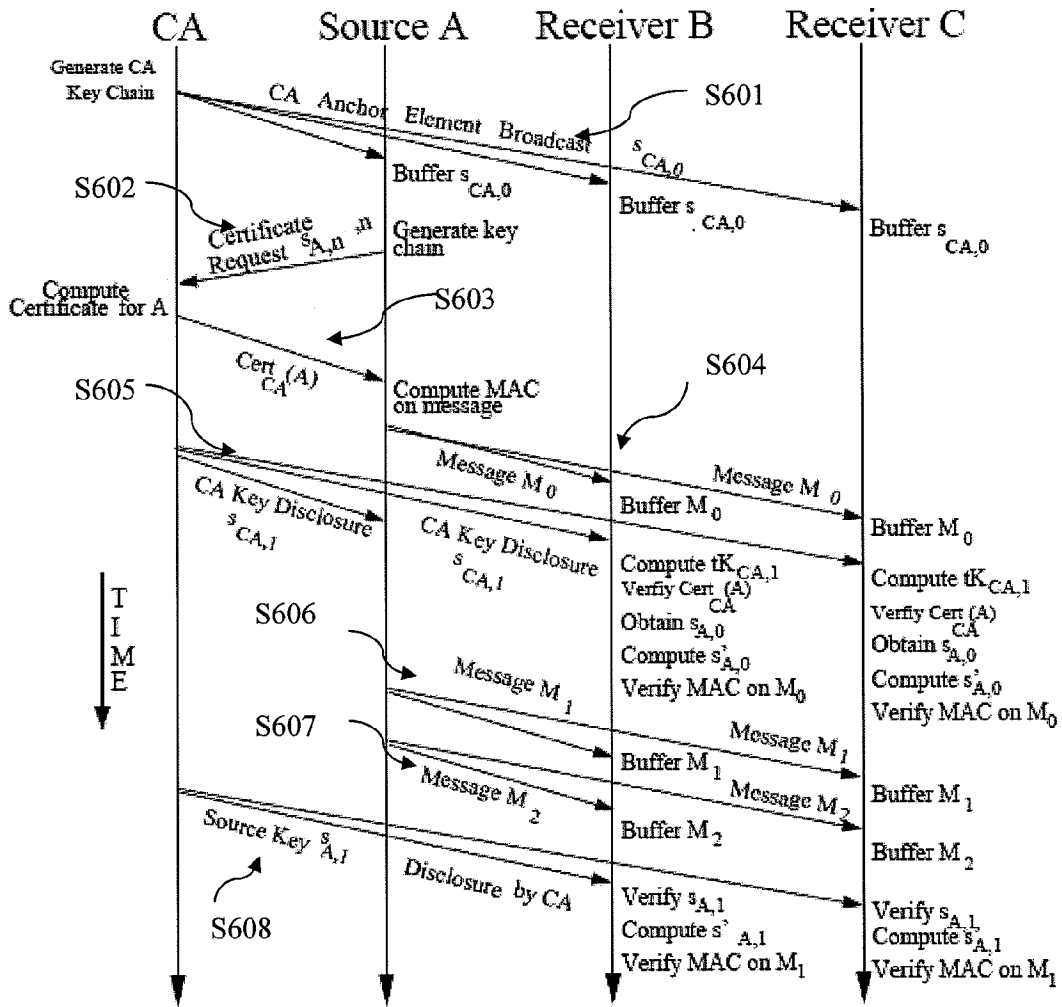 CA
Source A
Receiver B
Receiver C
Generate CA
Key Chain
CA Anchor Element Broadcast s CA,0
S601
Buffer s CA,0
Buffer s CA,0
Buffer s CA,0
S602
Certificate
Request s A,n ,n
Generate key
chain
Compute
Certificate for A
S603
Cert CA (A)
Compute MAC
on message
S604
S605
Message M 0
Message M 0
Buffer M 0
Buffer M 0
CA Key Disclosure
s CA,1
CA Key Disclosure
s CA,1
Compute tK CA,1
Verfiy Cert CA (A)
Obtain s A,0
Compute s' A,0
Verify MAC on M 0
Compute tK CA,1
Verfiy Cert CA (A)
Obtain s A,0
Compute s' A,0
Verify MAC on M 0
TIME
S606
Message M 1
Message M 1
Buffer M 1
Buffer M 1
S607
Message M 2
Message M 2
Buffer M 2
Buffer M 2
Source Key s A,1
Disclosure by CA
S608
Verify s A,1
Compute s' A,1
Verify MAC on M 1
Verify s A,1,
Compute s' A,1
Verify MAC on M 1